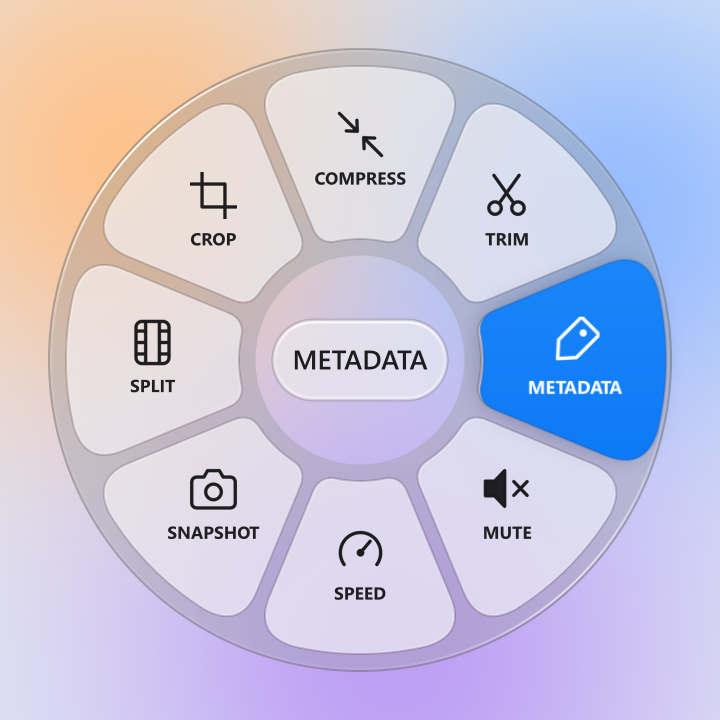 COMPRESS
CROP
TRIM
SPLIT
METADATA
METADATA
SNAPSHOT
MUTE
SPEED